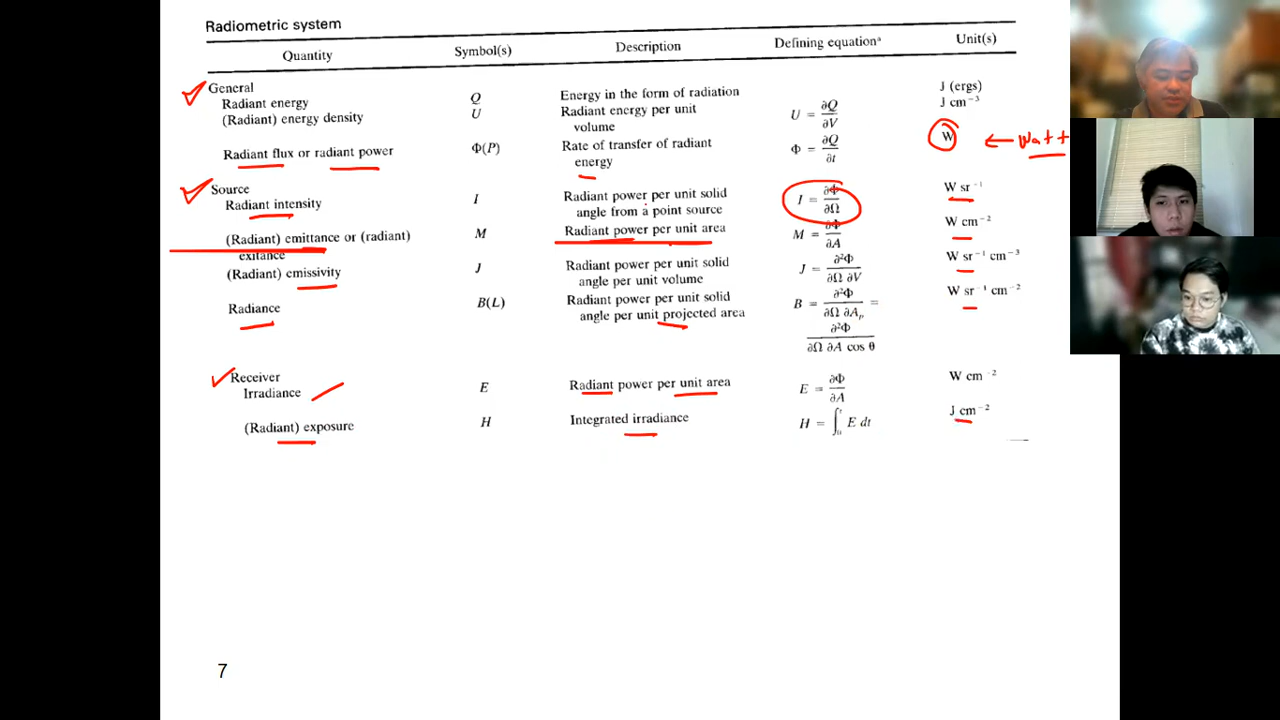 Radiometric system
Quantity Symbol(s) Description Defining equationᵃ Unit(s)
General
Radiant energy Q Energy in the form of radiation J (ergs)
(Radiant) energy density U Radiant energy per unit volume U = ∂Q/∂V J cm⁻³
Radiant flux or radiant power Φ(P) Rate of transfer of radiant energy Φ = ∂Q/∂t W ← Watt
Source
Radiant intensity I Radiant power per unit solid angle from a point source I = ∂Φ/∂Ω W sr⁻¹
(Radiant) emittance or (radiant) exitance M Radiant power per unit area M = ∂Φ/∂A W cm⁻²
(Radiant) emissivity J Radiant power per unit solid angle per unit volume J = ∂²Φ/∂Ω ∂V W sr⁻¹ cm⁻³
Radiance B(L) Radiant power per unit solid angle per unit projected area B = ∂²Φ/∂Ω ∂Aₚ = ∂²Φ/∂Ω ∂A cos θ W sr⁻¹ cm⁻²
Receiver
Irradiance E Radiant power per unit area E = ∂Φ/∂A W cm⁻²
(Radiant) exposure H Integrated irradiance H = ∫ E dt J cm⁻²
7